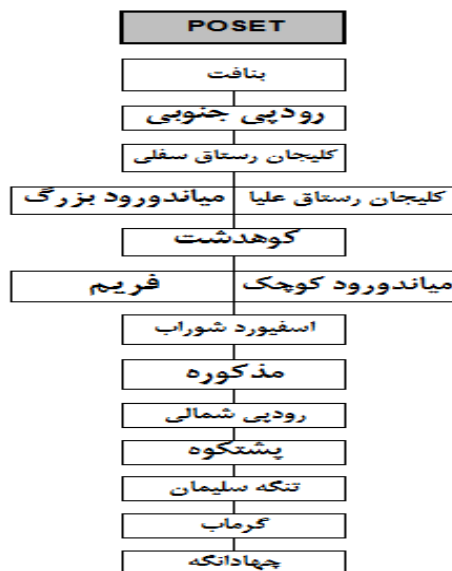 POSET
بنافت
رودپی جنوبی
کلیجان رستاق سفلی
کلیجان رستاق علیا میاندورود بزرگ
کوهدشت
میاندورود کوچک فریم
اسفیورد شوراب
مذکوره
رودپی شمالی
پشتکوه
تنگه سلیمان
گرماب
چهادانگه